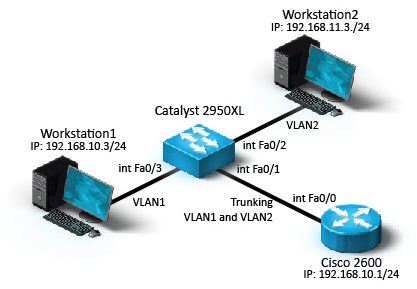 Workstation2
IP: 192.168.11.3./24
Catalyst 2950XL
VLAN2
Workstation1
IP: 192.168.10.3/24
int Fa0/2
int Fa0/3
int Fa0/1
VLAN1
Trunking
VLAN1 and VLAN2
int Fa0/0
Cisco 2600
IP: 192.168.10.1/24